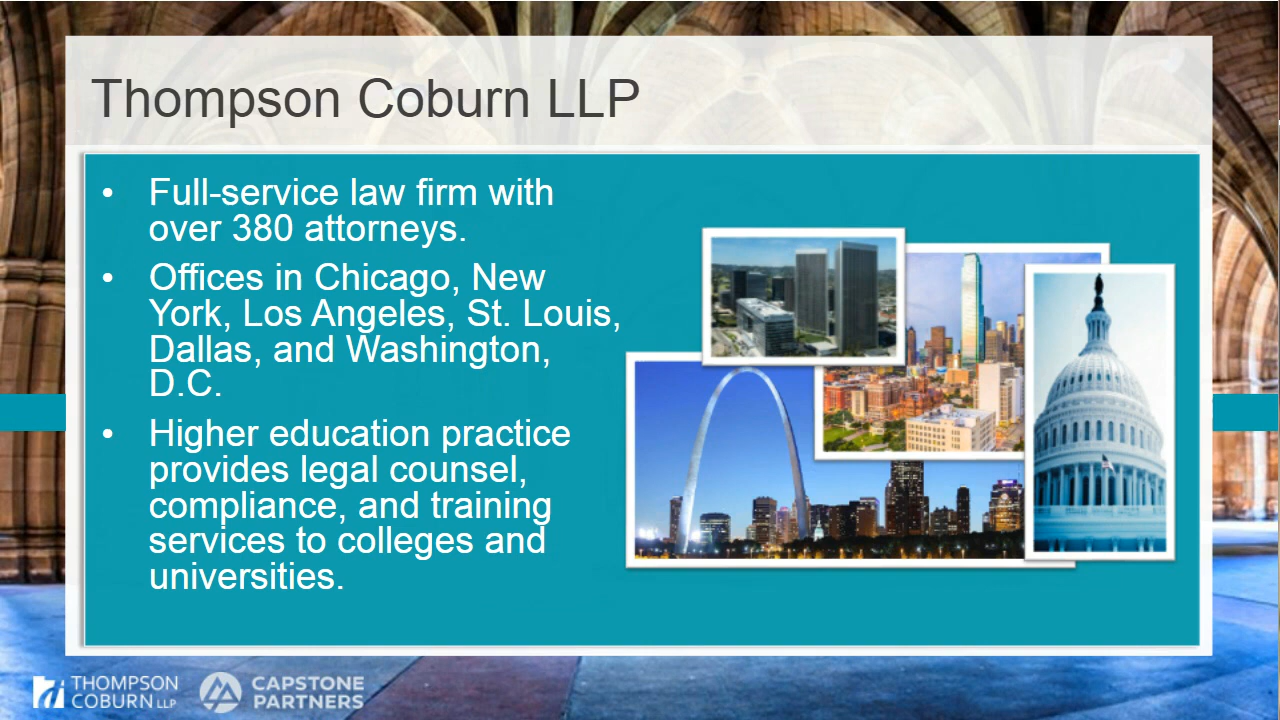 Thompson Coburn LLP
• Full-service law firm with
over 380 attorneys.
• Offices in Chicago, New
York, Los Angeles, St. Louis,
Dallas, and Washington,
D.C.
• Higher education practice
provides legal counsel,
compliance, and training
services to colleges and
universities.
THOMPSON
COBURN LLP
CAPSTONE
PARTNERS